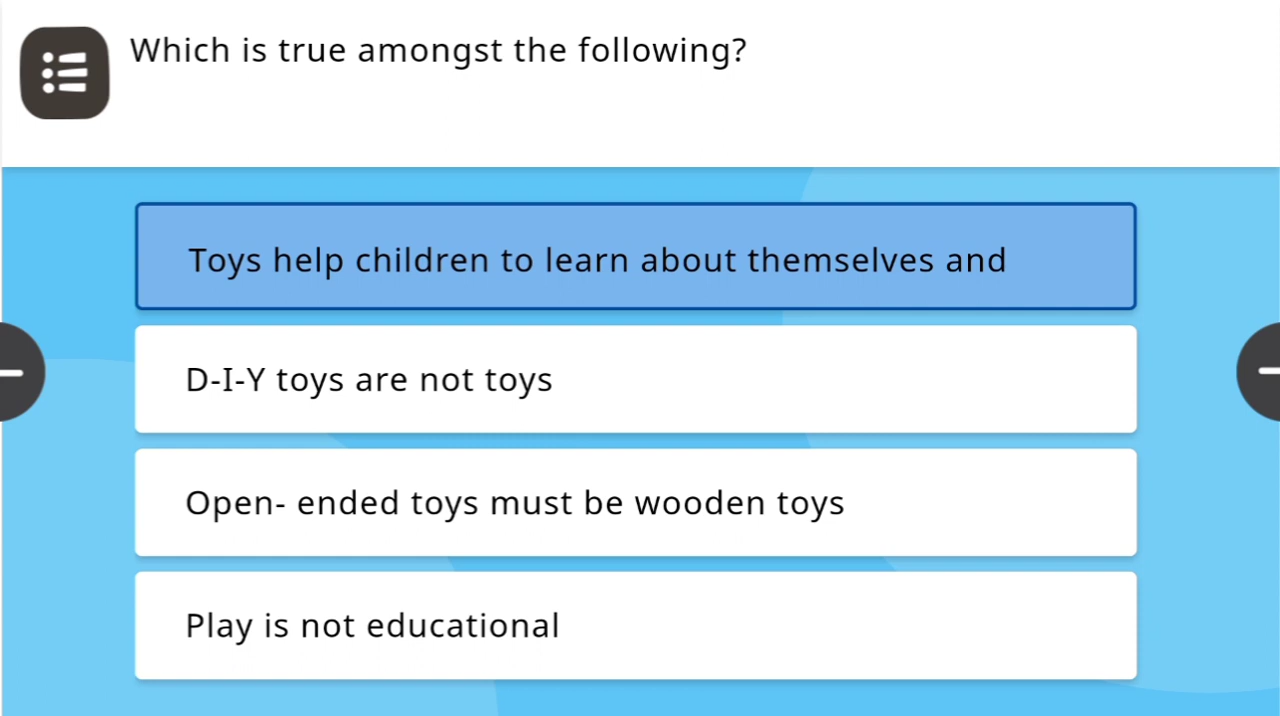 Which is true amongst the following?
Toys help children to learn about themselves and
D-I-Y toys are not toys
Open- ended toys must be wooden toys
Play is not educational